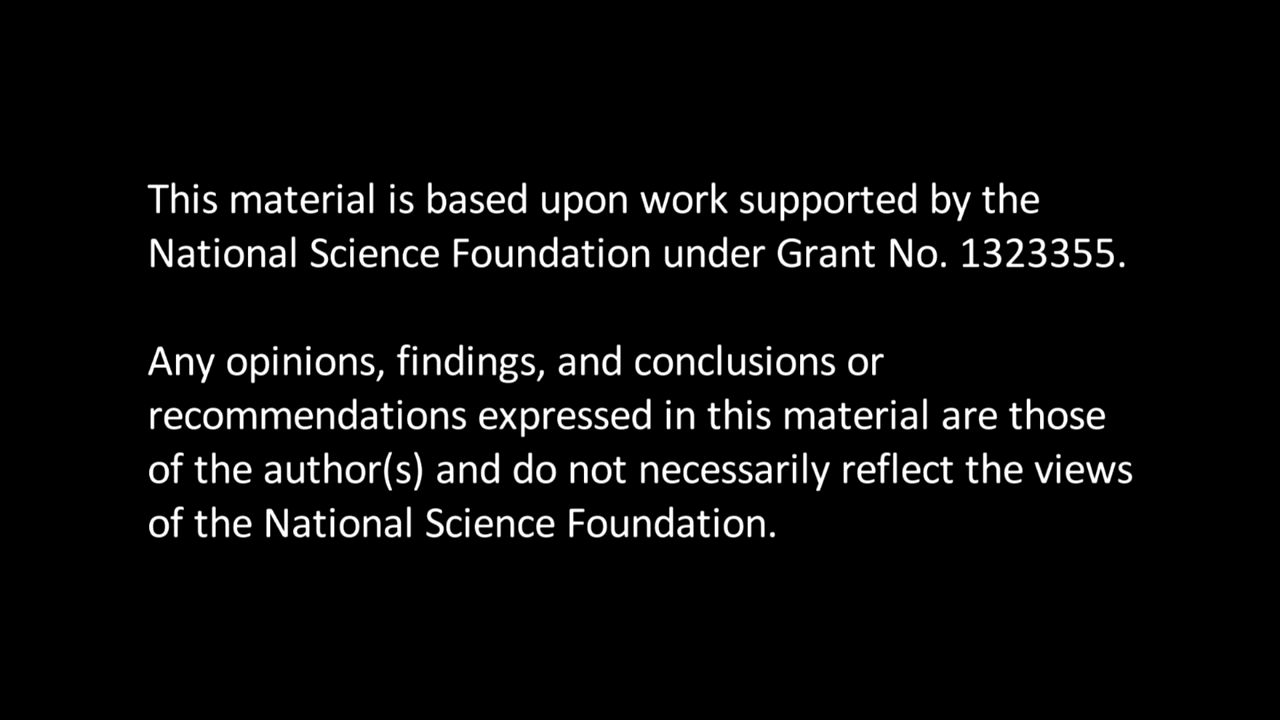 This material is based upon work supported by the
National Science Foundation under Grant No. 1323355.
Any opinions, findings, and conclusions or
recommendations expressed in this material are those
of the author(s) and do not necessarily reflect the views
of the National Science Foundation.